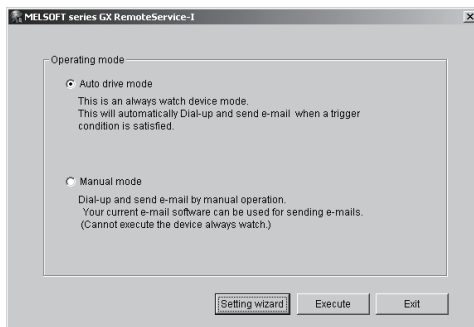 MELSOFT series GX RemoteService-I
Operating mode
Auto drive mode
This is an always watch device mode.
This will automatically Dial-up and send e-mail when a trigger
condition is satisfied.
Manual mode
Dial-up and send e-mail by manual operation.
Your current e-mail software can be used for sending e-mails.
(Cannot execute the device always watch.)
Setting wizard Execute Exit